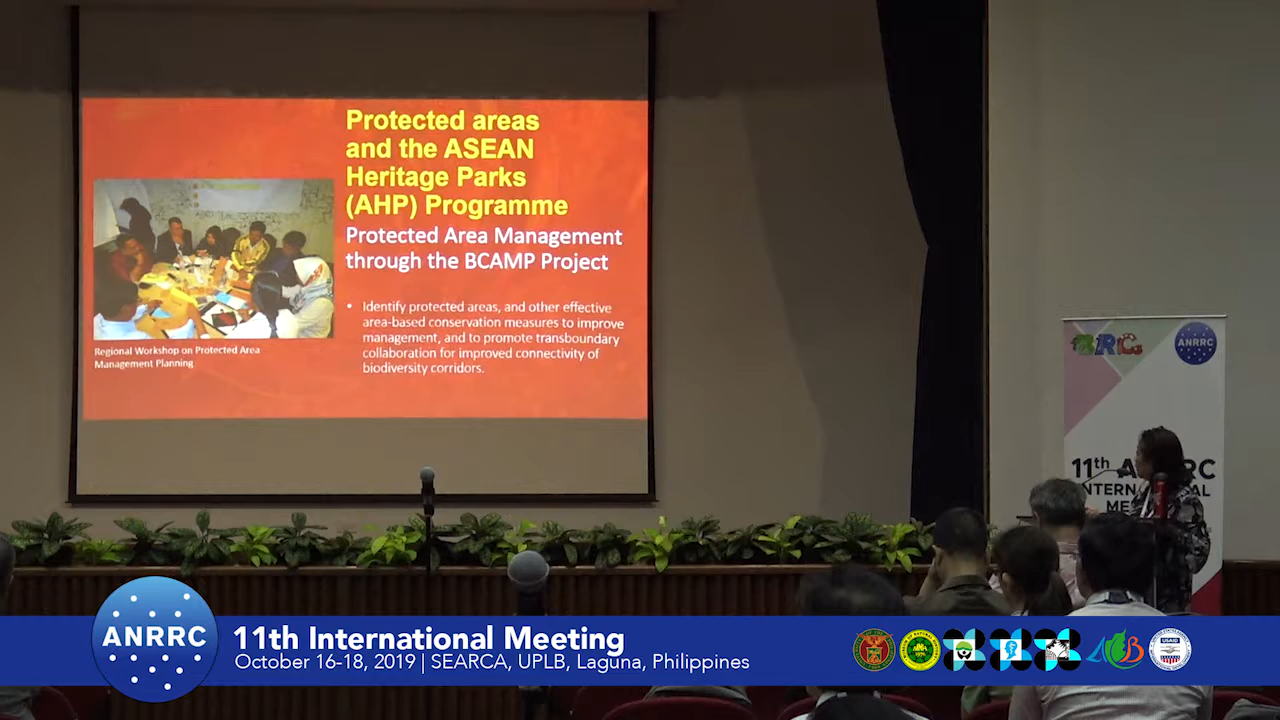 Protected areas
and the ASEAN
Heritage Parks
(AHP) Programme
Protected Area Management
through the BCAMP Project
• Identify protected areas, and other effective
area-based conservation measures to improve
management, and to promote transboundary
collaboration for improved connectivity of
biodiversity corridors.
Regional Workshop on Protected Area
Management Planning
ANRRC
11th
ANRRC
11th International Meeting
October 16-18, 2019 | SEARCA, UPLB, Laguna, Philippines
USAID